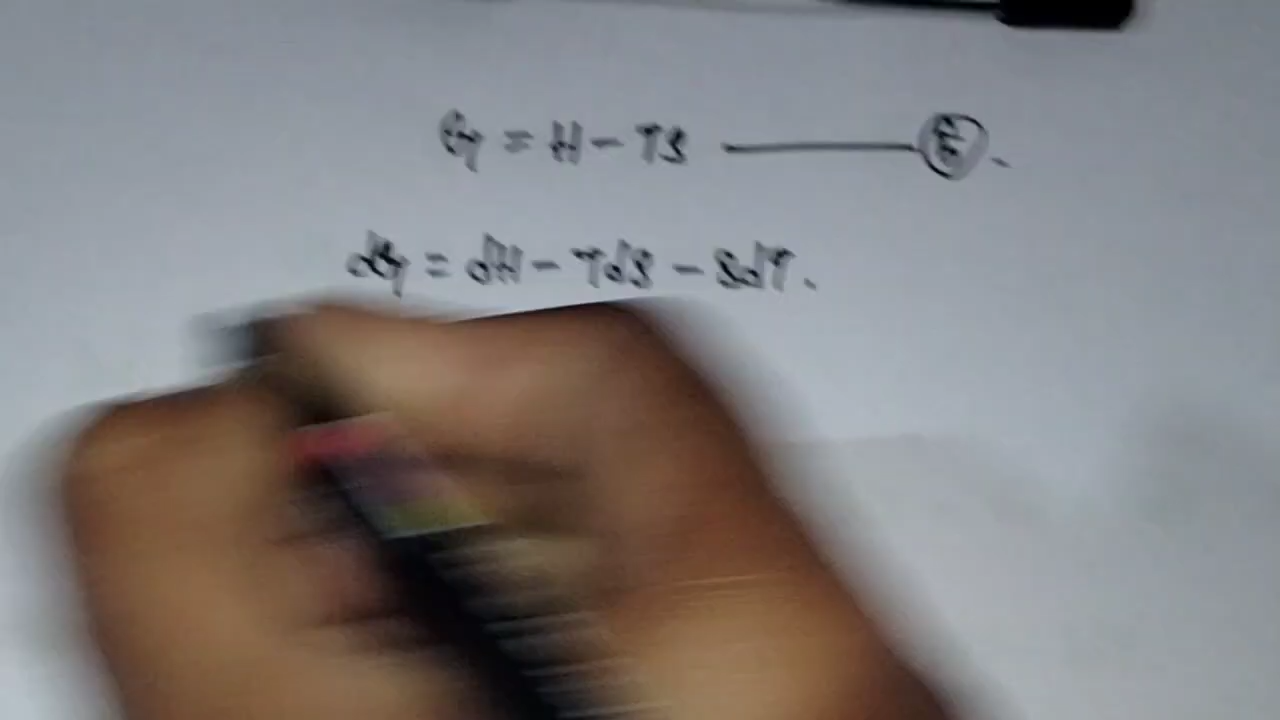 G = H - TS
dG = dH - TdS - SdT.